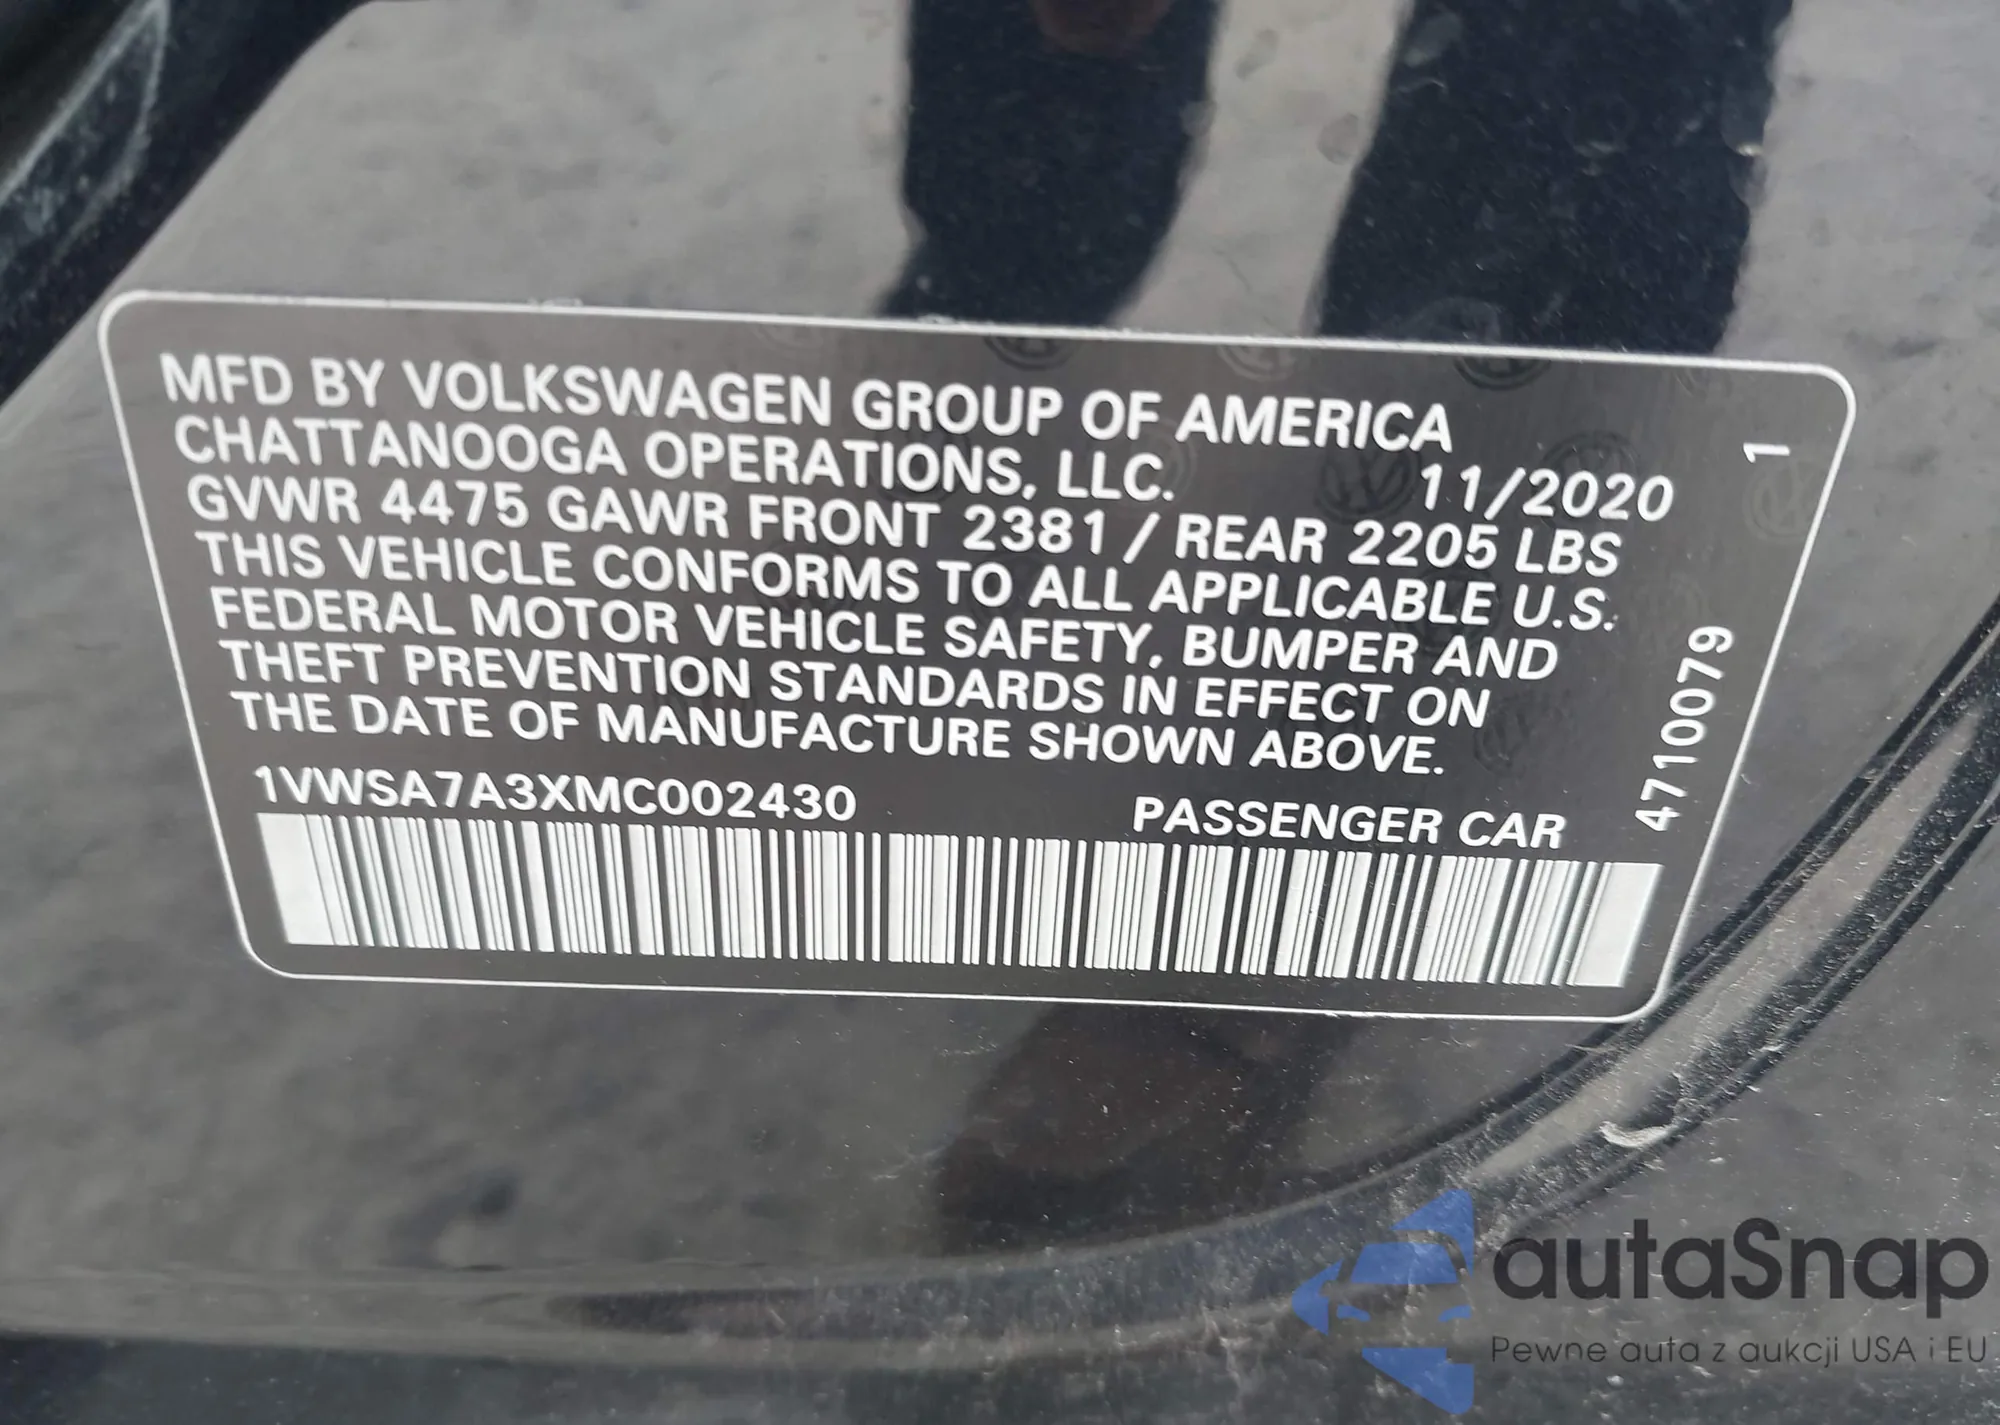 MFD BY VOLKSWAGEN GROUP OF AMERICA
CHATTANOOGA OPERATIONS, LLC.
11/2020
GVWR 4475 GAWR FRONT 2381 / REAR 2205 LBS
THIS VEHICLE CONFORMS TO ALL APPLICABLE U.S.
FEDERAL MOTOR VEHICLE SAFETY, BUMPER AND
THEFT PREVENTION STANDARDS IN EFFECT ON
THE DATE OF MANUFACTURE SHOWN ABOVE.
1VWSA7A3XMC002430
PASSENGER CAR
4710079
1
autaSnap
Pewne auta z aukcji USA i EU